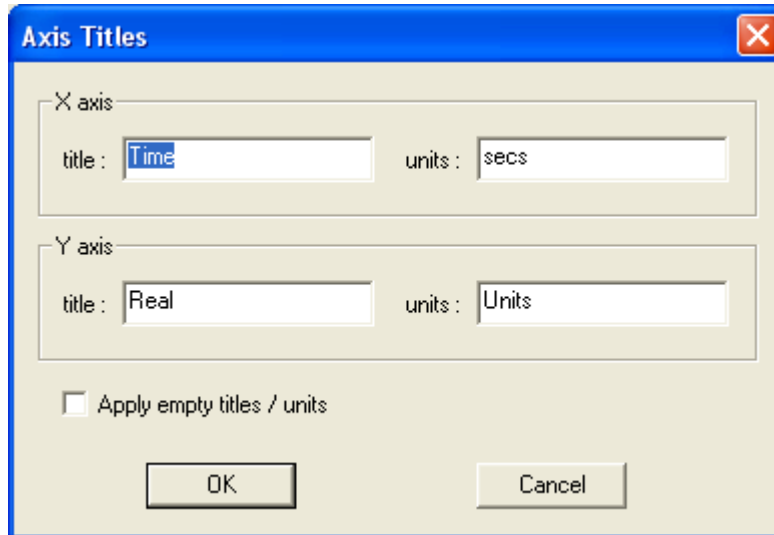 Axis Titles
X axis
title : Time units : secs
Y axis
title : Real units : Units
Apply empty titles / units
OK Cancel